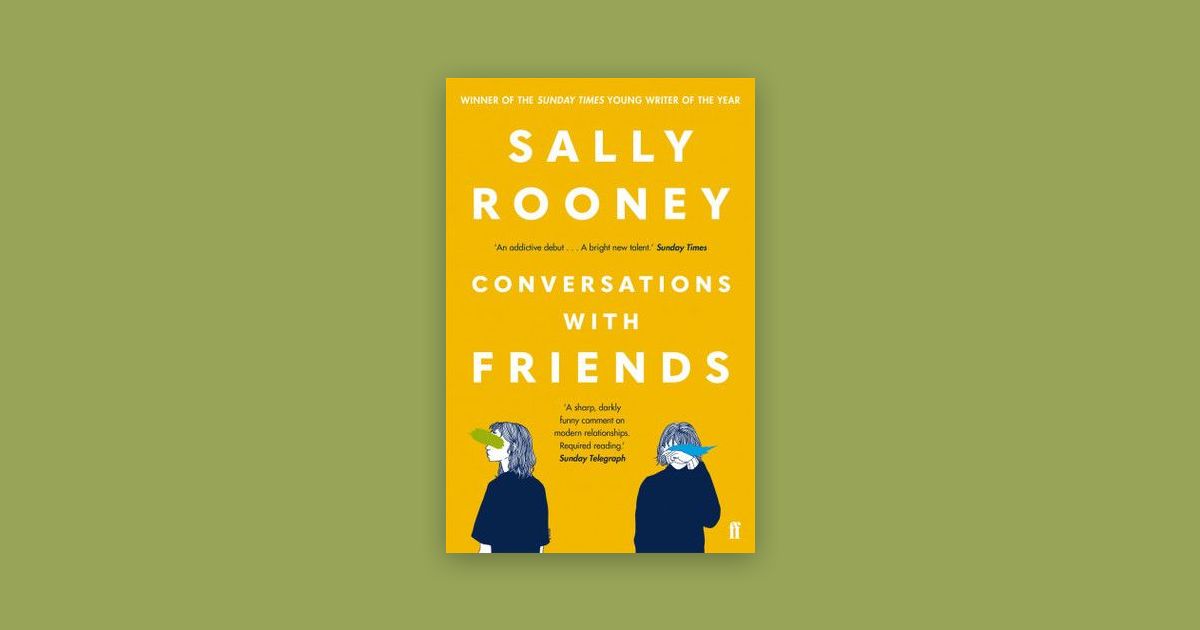 WINNER OF THE SUNDAY TIMES YOUNG WRITER OF THE YEAR
SALLY
ROONEY
‘An addictive debut . . . A bright new talent.’ Sunday Times
CONVERSATIONS
WITH
FRIENDS
‘A sharp, darkly
funny comment on
modern relationships.
Required reading.’
Sunday Telegraph
ff